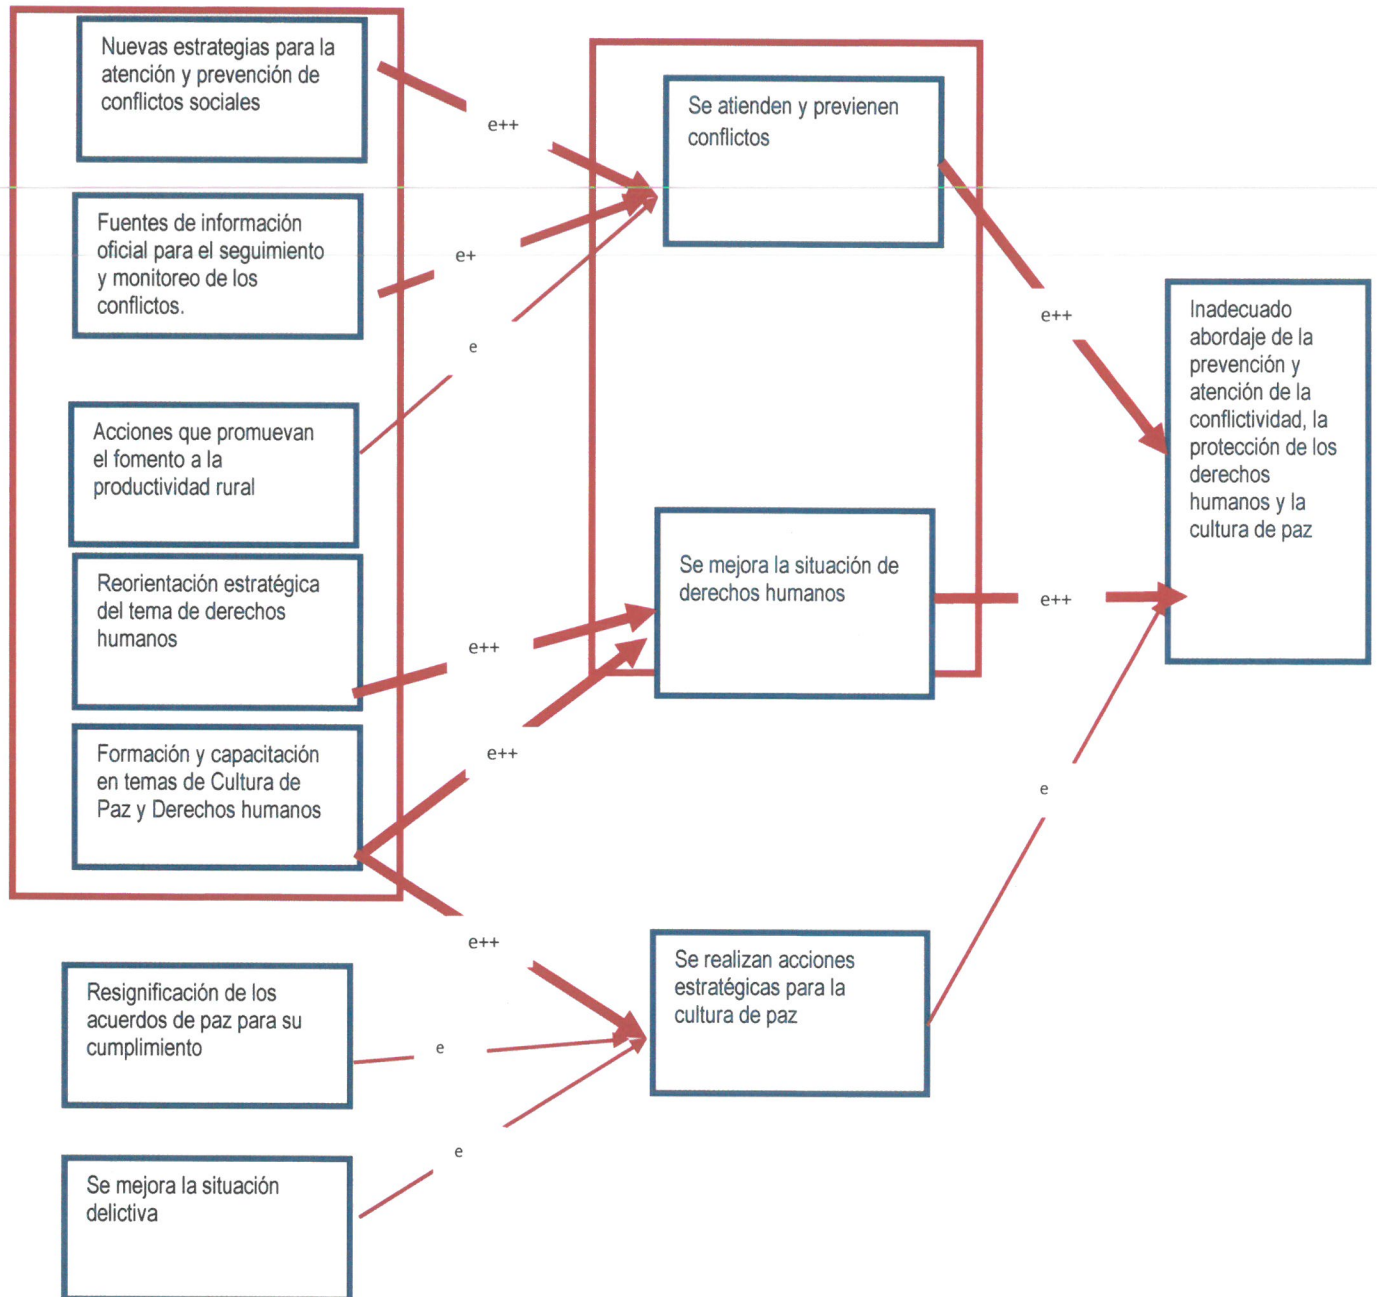 Nuevas estrategias para la
atención y prevención de
conflictos sociales
e++
Fuentes de información
oficial para el seguimiento
y monitoreo de los
conflictos.
e+
e
Acciones que promuevan
el fomento a la
productividad rural
Reorientación estratégica
del tema de derechos
humanos
e++
Formación y capacitación
en temas de Cultura de
Paz y Derechos humanos
e++
e++
Resignificación de los
acuerdos de paz para su
cumplimiento
e
Se mejora la situación
delictiva
e
Se atienden y previenen
conflictos
e++
Se mejora la situación de
derechos humanos
e++
Se realizan acciones
estratégicas para la
cultura de paz
e
Inadecuado
abordaje de la
prevención y
atención de la
conflictividad, la
protección de los
derechos
humanos y la
cultura de paz